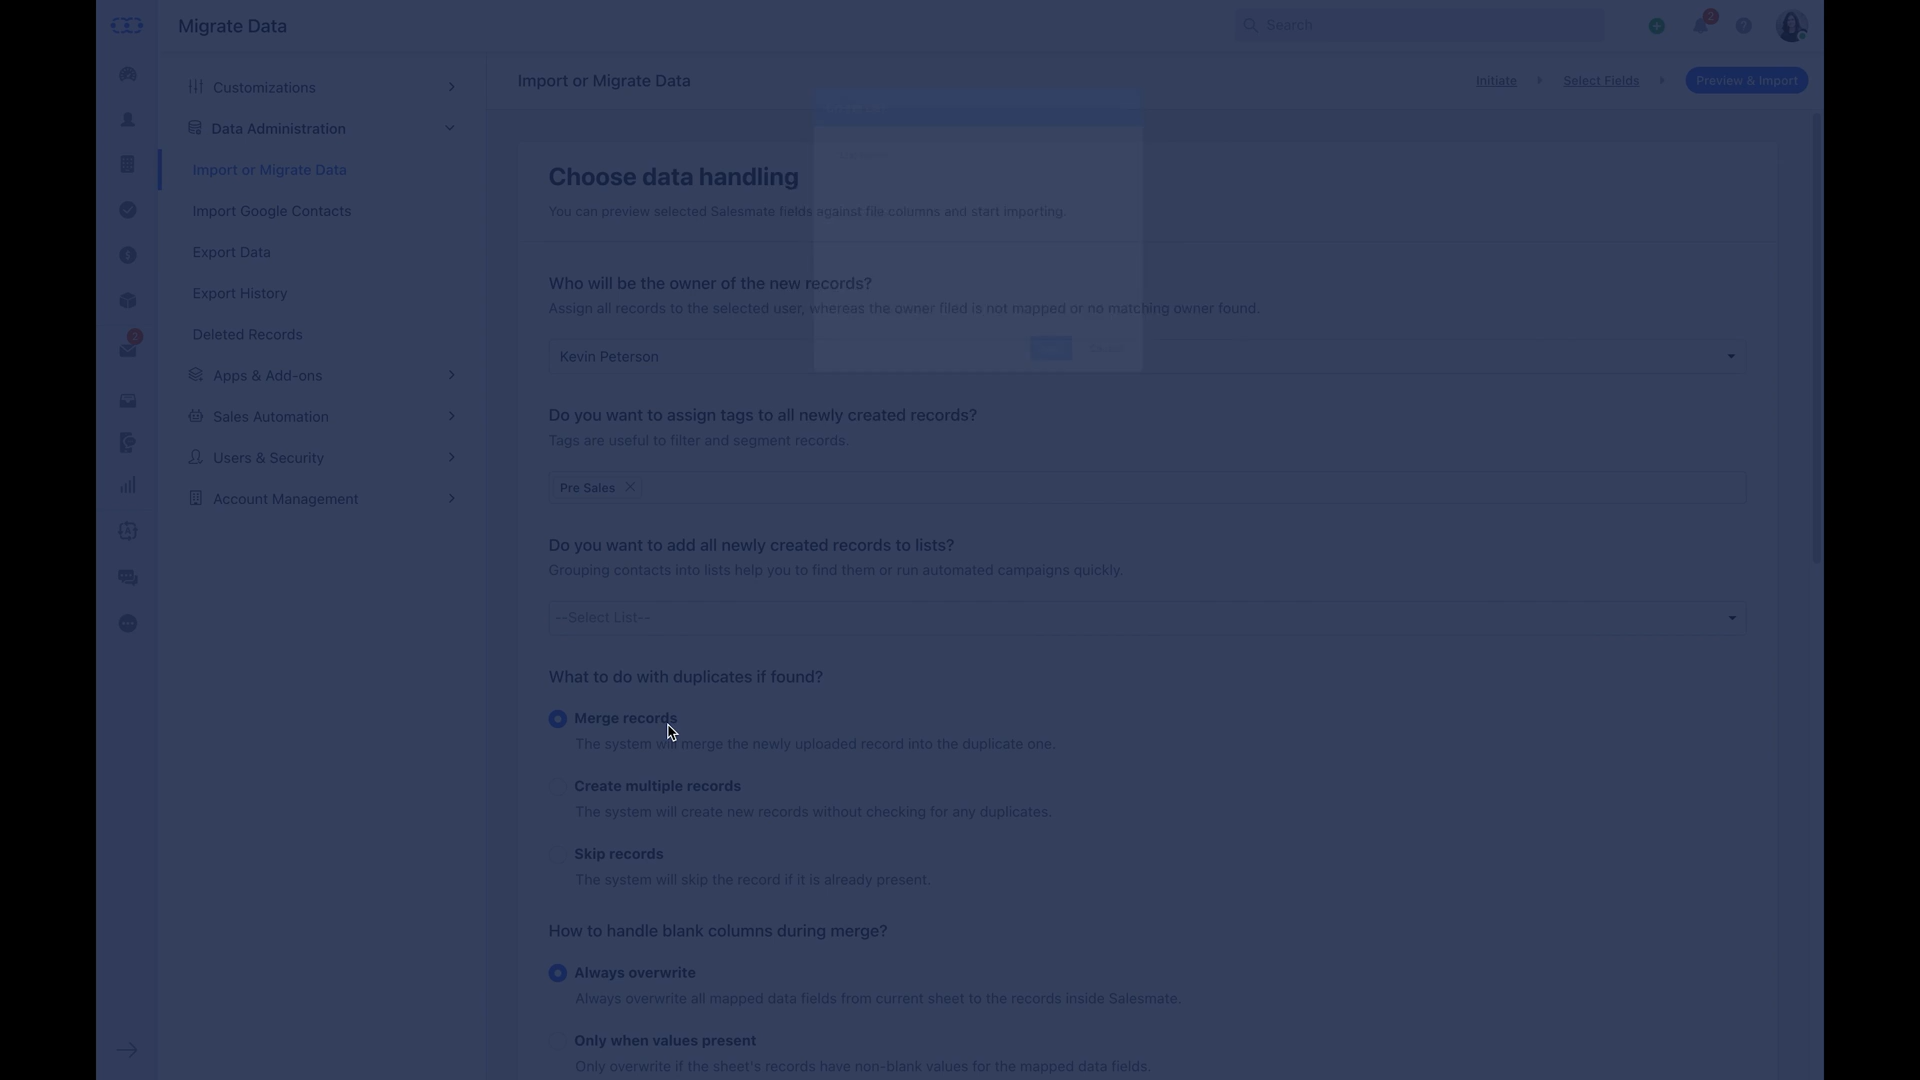 Migrate Data
Search
2
?
Customizations
Import or Migrate Data
Initiate
Select Fields
Preview & Import
Data Administration
Import or Migrate Data
Import Google Contacts
Export Data
Export History
Deleted Records
2
Apps & Add-ons
Sales Automation
Users & Security
Account Management
Choose data handling
You can preview selected Salesmate fields against file columns and start importing.
Who will be the owner of the new records?
Assign all records to the selected user, whereas the owner filed is not mapped or no matching owner found.
Kevin Peterson
Do you want to assign tags to all newly created records?
Tags are useful to filter and segment records.
Pre Sales
Do you want to add all newly created records to lists?
Grouping contacts into lists help you to find them or run automated campaigns quickly.
--Select List--
What to do with duplicates if found?
Merge records
The system will merge the newly uploaded record into the duplicate one.
Create multiple records
The system will create new records without checking for any duplicates.
Skip records
The system will skip the record if it is already present.
How to handle blank columns during merge?
Always overwrite
Always overwrite all mapped data fields from current sheet to the records inside Salesmate.
Only when values present
Only overwrite if the sheet's records have non-blank values for the mapped data fields.